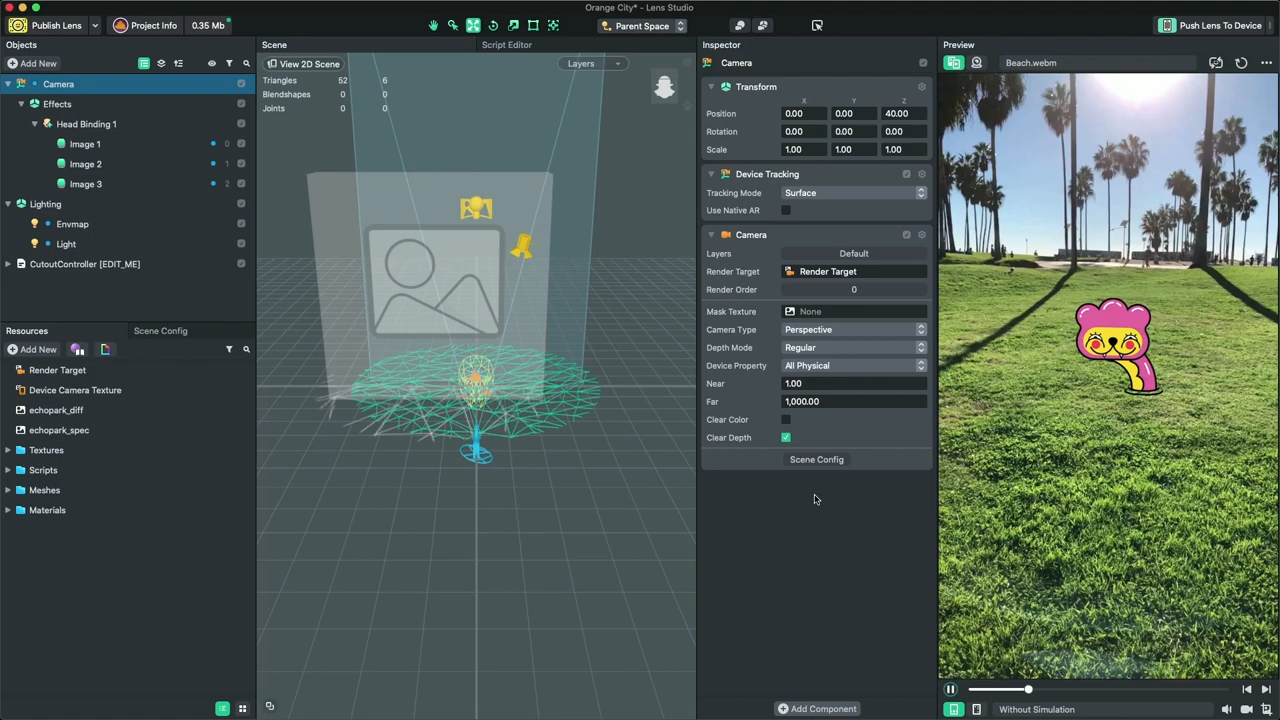 Orange City* - Lens Studio
Publish Lens
Project Info
0.35 Mb
Parent Space
Push Lens To Device
Objects
Add New
Camera
Effects
Head Binding 1
Image 1
0
Image 2
1
Image 3
2
Lighting
Envmap
Light
CutoutController [EDIT_ME]
Resources
Scene Config
Add New
Render Target
Device Camera Texture
echopark_diff
echopark_spec
Textures
Scripts
Meshes
Materials
Scene
Script Editor
View 2D Scene
Layers
Triangles 52 6
Blendshapes 0 0
Joints 0 0
Inspector
Camera
Transform
X Y Z
Position 0.00 0.00 40.00
Rotation 0.00 0.00 0.00
Scale 1.00 1.00 1.00
Device Tracking
Tracking Mode Surface
Use Native AR
Camera
Layers Default
Render Target Render Target
Render Order 0
Mask Texture None
Camera Type Perspective
Depth Mode Regular
Device Property All Physical
Near 1.00
Far 1,000.00
Clear Color
Clear Depth
Scene Config
Add Component
Preview
Beach.webm
Without Simulation